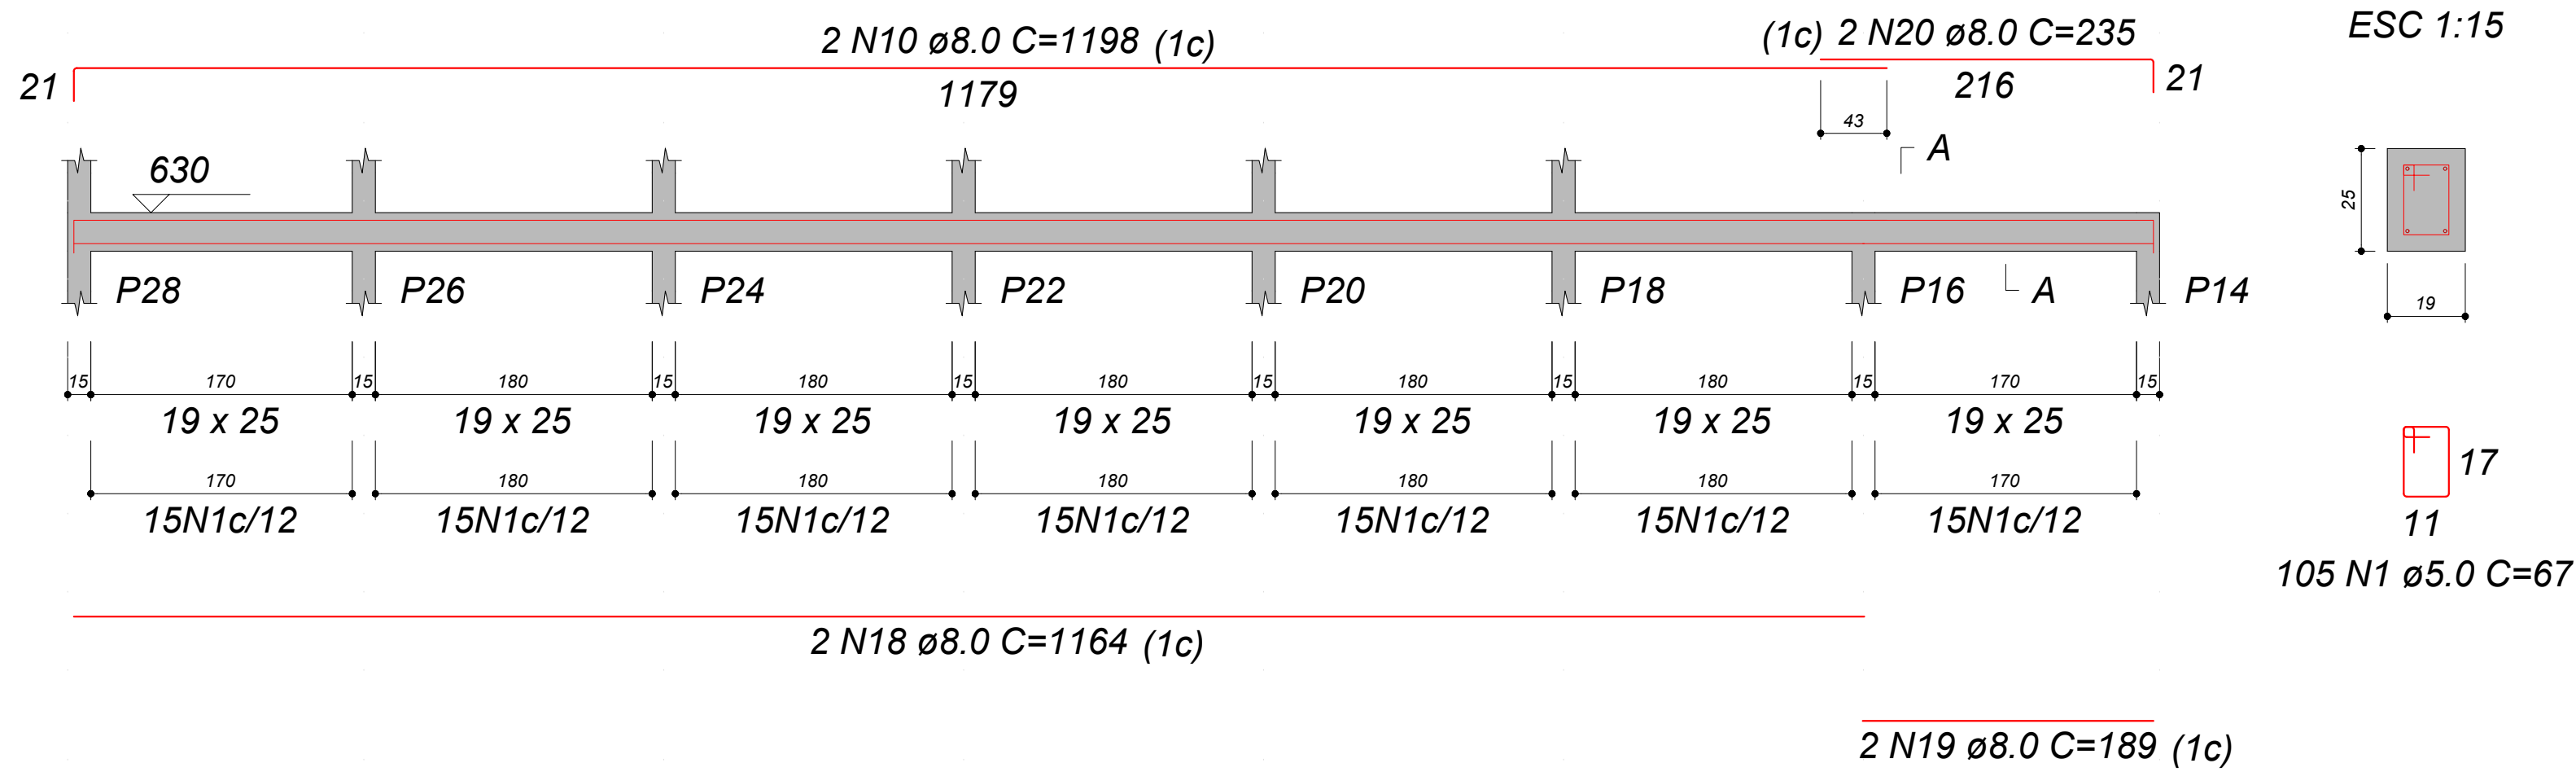 2 N10 ø8.0 C=1198 (1c)
(1c) 2 N20 ø8.0 C=235
ESC 1:15
21
1179
216
21
43
A
630
25
P28
P26
P24
P22
P20
P18
P16
A
P14
19
15
170
15
180
15
180
15
180
15
180
15
180
15
170
15
19 x 25
19 x 25
19 x 25
19 x 25
19 x 25
19 x 25
19 x 25
170
180
180
180
180
180
170
15N1c/12
15N1c/12
15N1c/12
15N1c/12
15N1c/12
15N1c/12
15N1c/12
17
11
105 N1 ø5.0 C=67
2 N18 ø8.0 C=1164 (1c)
2 N19 ø8.0 C=189 (1c)